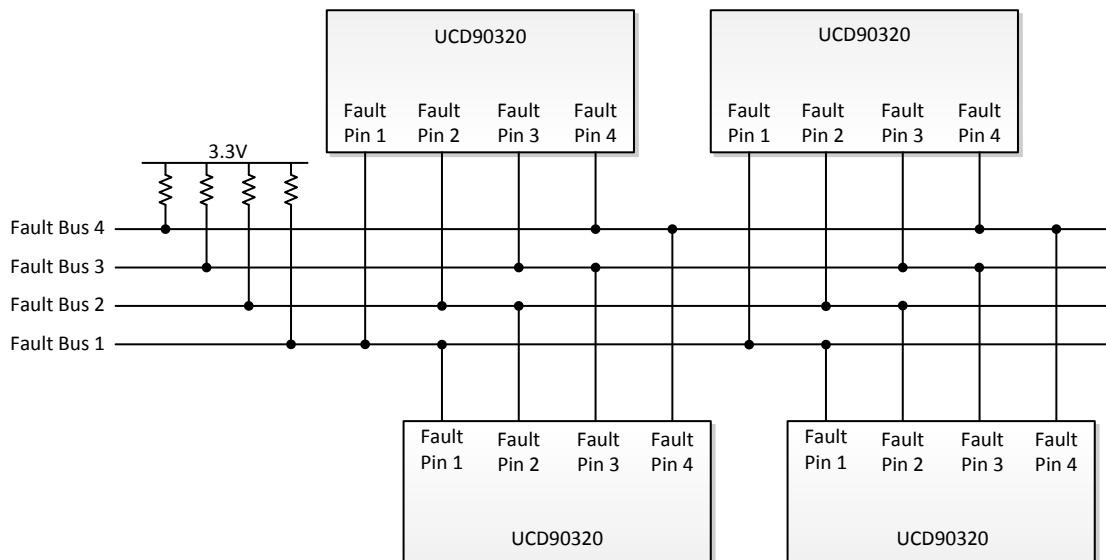 UCD90320
UCD90320
Fault Pin 1
Fault Pin 2
Fault Pin 3
Fault Pin 4
Fault Pin 1
Fault Pin 2
Fault Pin 3
Fault Pin 4
3.3V
Fault Bus 4
Fault Bus 3
Fault Bus 2
Fault Bus 1
Fault Pin 1
Fault Pin 2
Fault Pin 3
Fault Pin 4
Fault Pin 1
Fault Pin 2
Fault Pin 3
Fault Pin 4
UCD90320
UCD90320